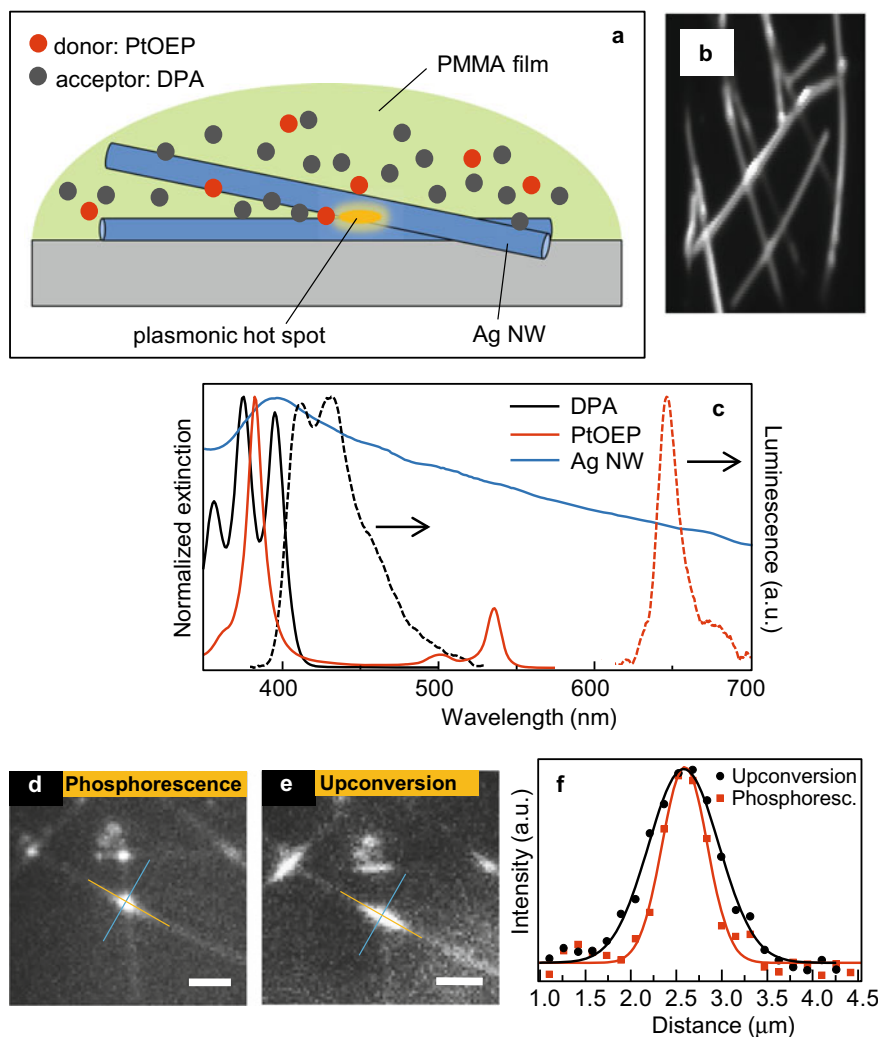 donor: PtOEP
acceptor: DPA
a
PMMA film
plasmonic hot spot
Ag NW
b
Normalized extinction
DPA
PtOEP
Ag NW
c
Luminescence (a.u.)
400
500
600
700
Wavelength (nm)
d
Phosphorescence
e
Upconversion
f
Upconversion
Phosphoresc.
Intensity (a.u.)
1.0
1.5
2.0
2.5
3.0
3.5
4.0
4.5
Distance (μm)